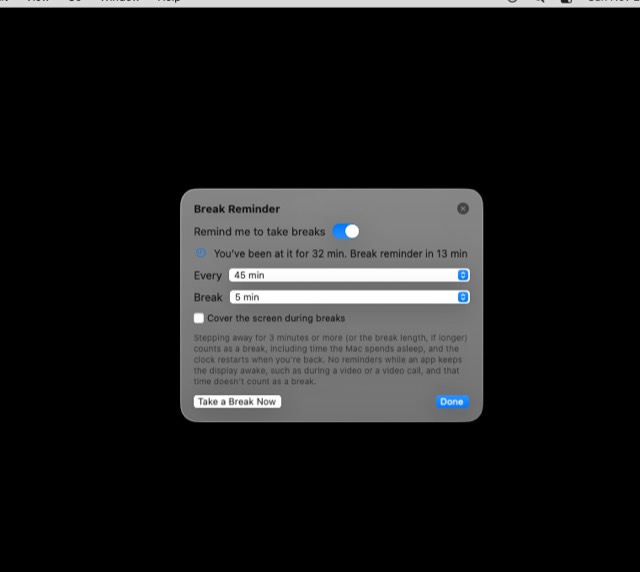 Break Reminder
Remind me to take breaks
You've been at it for 32 min. Break reminder in 13 min
Every 45 min
Break 5 min
Cover the screen during breaks
Stepping away for 3 minutes or more (or the break length, if longer)
counts as a break, including time the Mac spends asleep, and the
clock restarts when you're back. No reminders while an app keeps
the display awake, such as during a video or a video call, and that
time doesn't count as a break.
Take a Break Now Done